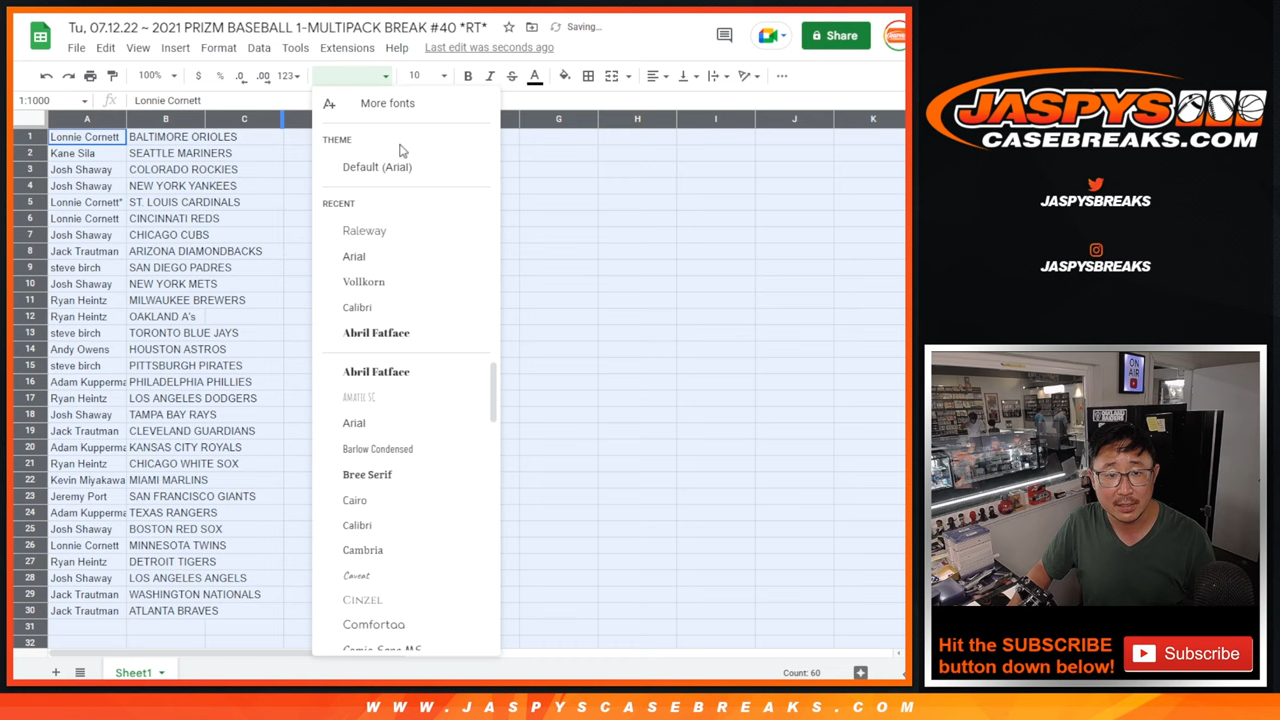 Tu, 07.12.22 ~ 2021 PRIZM BASEBALL 1-MULTIPACK BREAK #40 *RT*
Saving...
File Edit View Insert Format Data Tools Extensions Help Last edit was seconds ago
Share
100% $ % .0 .00 123 10 B I S A
1:1000 fx Lonnie Cornett
A B C G H I J K
1 Lonnie Cornett BALTIMORE ORIOLES
2 Kane Sila SEATTLE MARINERS
3 Josh Shaway COLORADO ROCKIES
4 Josh Shaway NEW YORK YANKEES
5 Lonnie Cornett* ST. LOUIS CARDINALS
6 Lonnie Cornett CINCINNATI REDS
7 Josh Shaway CHICAGO CUBS
8 Jack Trautman ARIZONA DIAMONDBACKS
9 steve birch SAN DIEGO PADRES
10 Josh Shaway NEW YORK METS
11 Ryan Heintz MILWAUKEE BREWERS
12 Ryan Heintz OAKLAND A's
13 steve birch TORONTO BLUE JAYS
14 Andy Owens HOUSTON ASTROS
15 steve birch PITTSBURGH PIRATES
16 Adam Kupperma PHILADELPHIA PHILLIES
17 Ryan Heintz LOS ANGELES DODGERS
18 Josh Shaway TAMPA BAY RAYS
19 Jack Trautman CLEVELAND GUARDIANS
20 Adam Kupperma KANSAS CITY ROYALS
21 Ryan Heintz CHICAGO WHITE SOX
22 Kevin Miyakawa MIAMI MARLINS
23 Jeremy Port SAN FRANCISCO GIANTS
24 Adam Kupperma TEXAS RANGERS
25 Josh Shaway BOSTON RED SOX
26 Lonnie Cornett MINNESOTA TWINS
27 Ryan Heintz DETROIT TIGERS
28 Josh Shaway LOS ANGELES ANGELS
29 Jack Trautman WASHINGTON NATIONALS
30 Jack Trautman ATLANTA BRAVES
31
32
More fonts
THEME
Default (Arial)
RECENT
Raleway
Arial
Vollkorn
Calibri
Abril Fatface
Abril Fatface
AMATIC SC
Arial
Barlow Condensed
Bree Serif
Cairo
Calibri
Cambria
Caveat
CINZEL
Comfortaa
Comic Sans MS
Sheet1
Count: 60
JASPYS
CASEBREAKS.COM
JASPYSBREAKS
JASPYSBREAKS
ON AIR
Hit the SUBSCRIBE
button down below!
Subscribe
WWW.JASPYSCASEBREAKS.COM